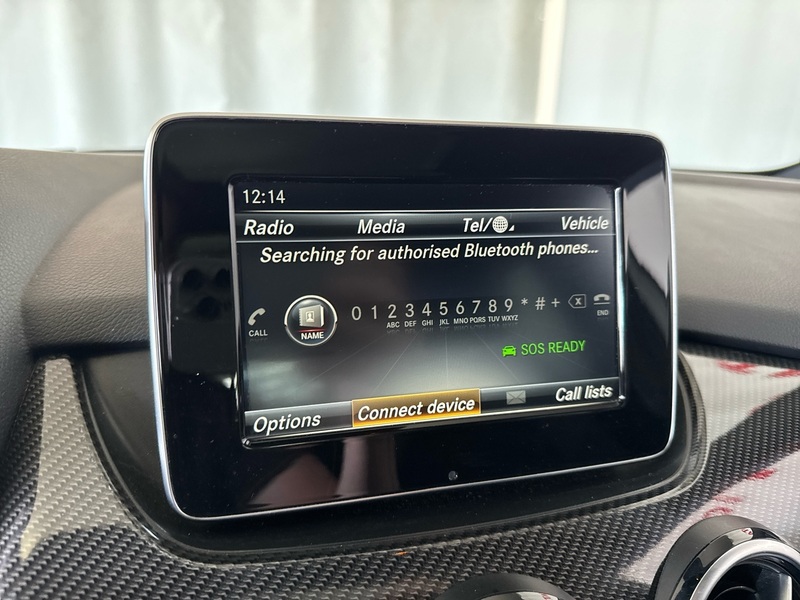 12:14
Radio Media Tel/ Vehicle
Searching for authorised Bluetooth phones...
CALL NAME 0 1 2 3 4 5 6 7 8 9 * # + END
ABC DEF GHI JKL MNO PQRS TUV WXYZ
SOS READY
Options Connect device Call lists